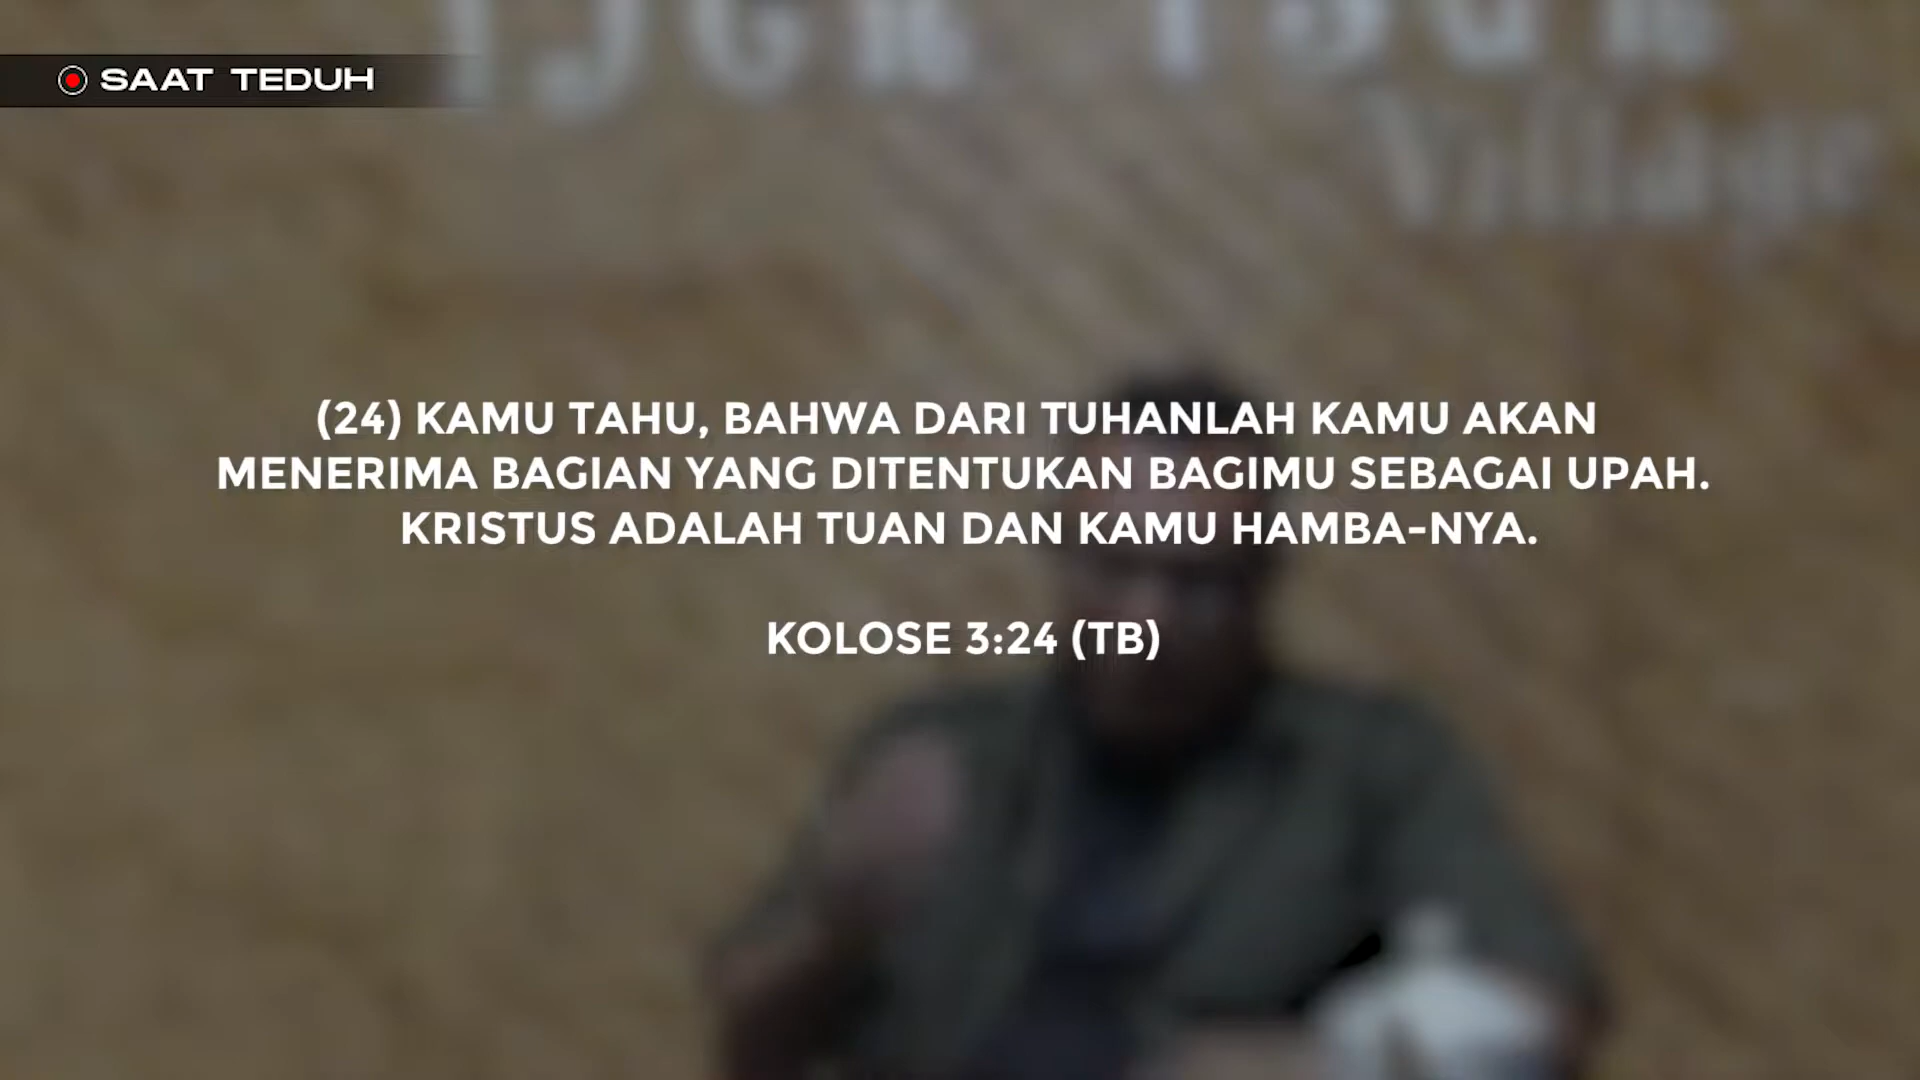 SAAT TEDUH
Village
(24) KAMU TAHU, BAHWA DARI TUHANLAH KAMU AKAN
MENERIMA BAGIAN YANG DITENTUKAN BAGIMU SEBAGAI UPAH.
KRISTUS ADALAH TUAN DAN KAMU HAMBA-NYA.
KOLOSE 3:24 (TB)